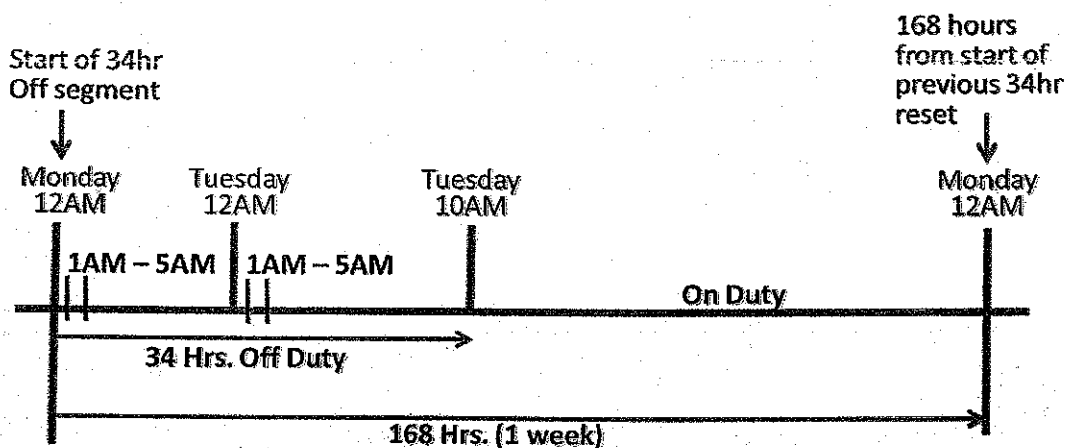 168 hours
from start of
previous 34hr
reset
Start of 34hr
Off segment
Monday
12AM
Tuesday
12AM
Tuesday
10AM
Monday
12AM
1AM – 5AM
1AM – 5AM
On Duty
34 Hrs. Off Duty
168 Hrs. (1 week)